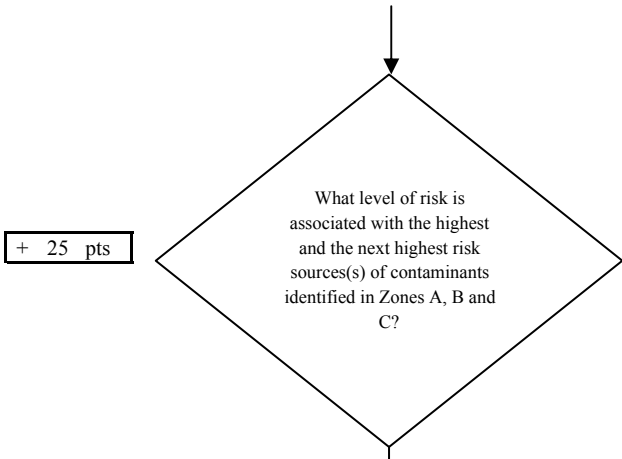 What level of risk is
associated with the highest
and the next highest risk
sources(s) of contaminants
identified in Zones A, B and
C?
+ 25 pts